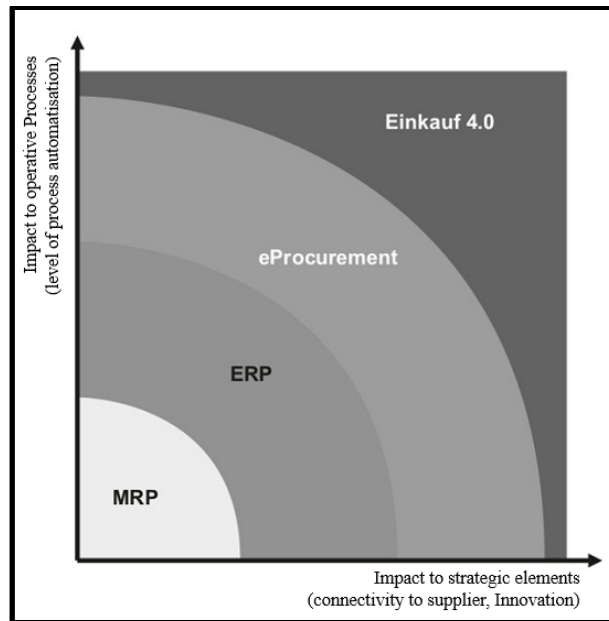 Impact to operative Processes
(level of process automatisation)
Einkauf 4.0
eProcurement
ERP
MRP
Impact to strategic elements
(connectivity to supplier, Innovation)